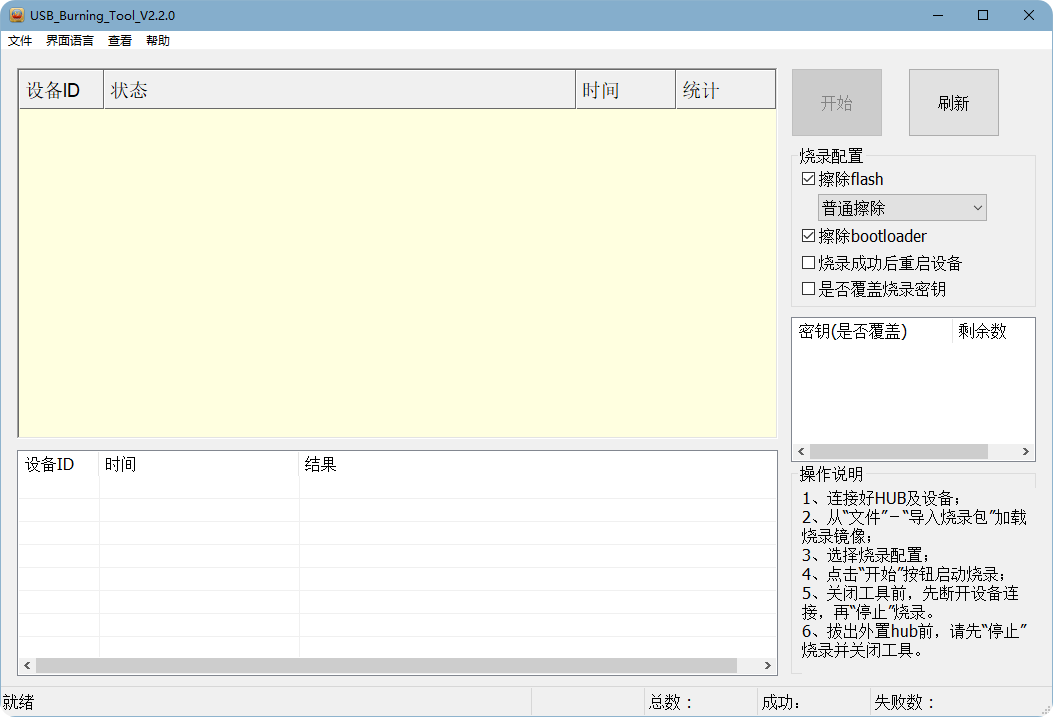 USB_Burning_Tool_V2.2.0
文件 界面语言 查看 帮助
设备ID 状态 时间 统计
开始 刷新
烧录配置
擦除flash
普通擦除
擦除bootloader
烧录成功后重启设备
是否覆盖烧录密钥
密钥(是否覆盖) 剩余数
设备ID 时间 结果
操作说明
1、连接好HUB及设备；
2、从“文件”－“导入烧录包”加载
烧录镜像；
3、选择烧录配置；
4、点击“开始”按钮启动烧录；
5、关闭工具前，先断开设备连
接，再“停止”烧录。
6、拔出外置hub前，请先“停止”
烧录并关闭工具。
就绪 总数： 成功： 失败数：